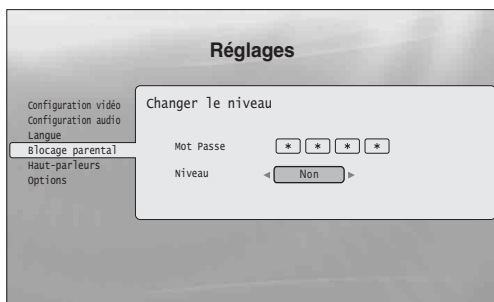 Réglages
Configuration vidéo
Configuration audio
Langue
Blocage parental
Haut-parleurs
Options
Changer le niveau
Mot Passe * * * *
Niveau Non